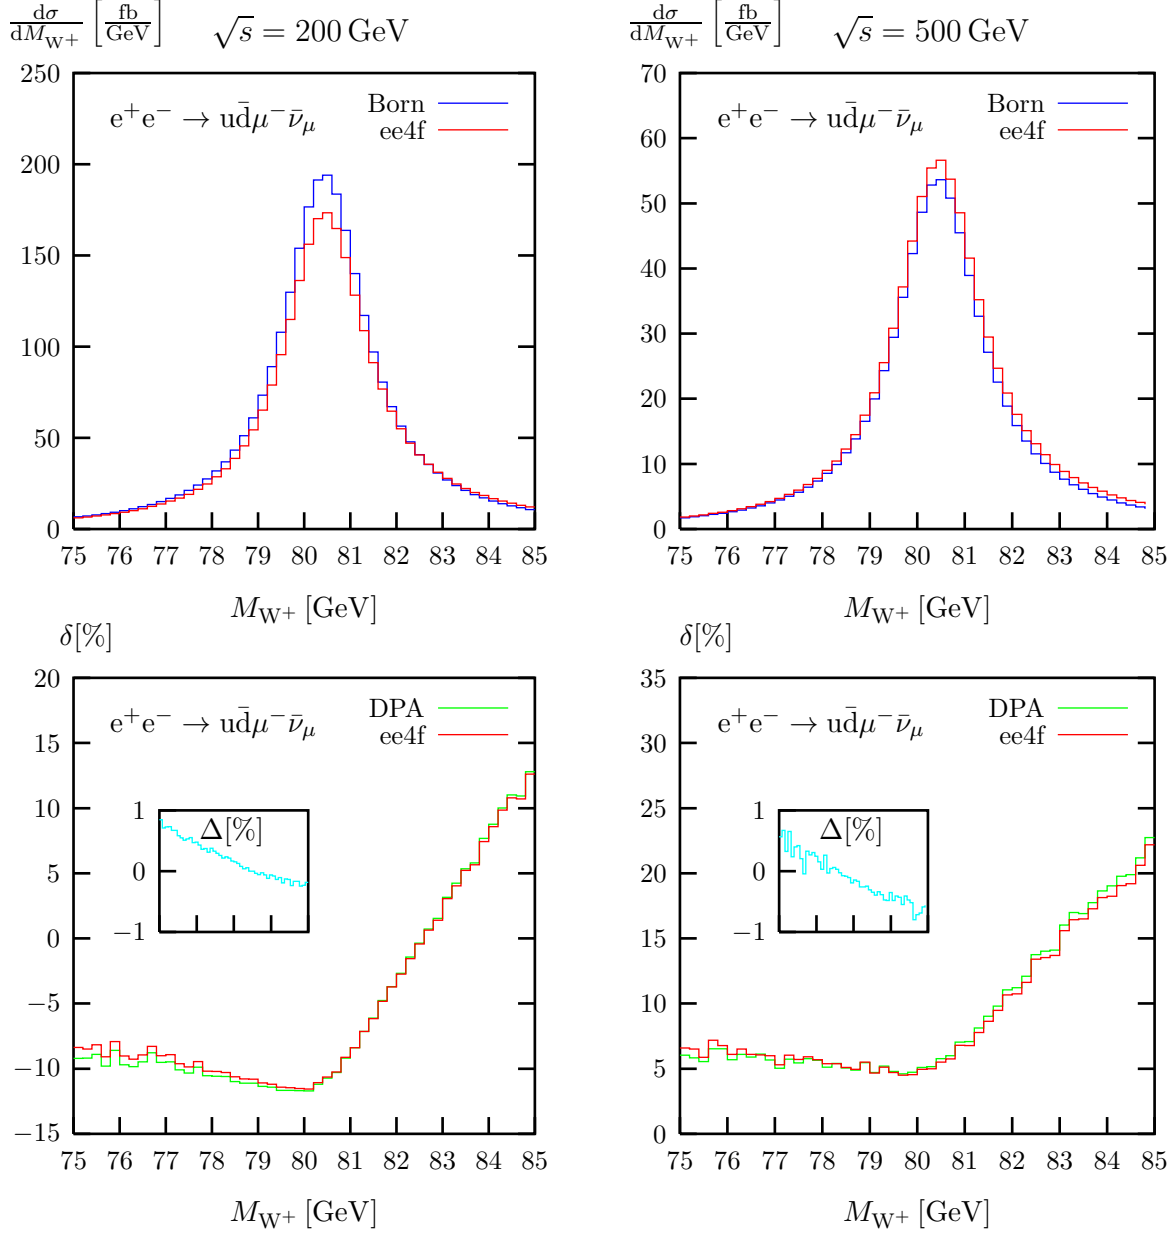 dσ/dM_W+ [fb/GeV] √s = 200 GeV
250
200
150
100
50
0
e⁺e⁻ → ud̄μ⁻ν̄_μ
Born
ee4f
75 76 77 78 79 80 81 82 83 84 85
M_W+ [GeV]
dσ/dM_W+ [fb/GeV] √s = 500 GeV
70
60
50
40
30
20
10
0
e⁺e⁻ → ud̄μ⁻ν̄_μ
Born
ee4f
75 76 77 78 79 80 81 82 83 84 85
M_W+ [GeV]
δ[%]
20
15
10
5
0
−5
−10
−15
e⁺e⁻ → ud̄μ⁻ν̄_μ
DPA
ee4f
1
0
−1
Δ[%]
75 76 77 78 79 80 81 82 83 84 85
M_W+ [GeV]
δ[%]
35
30
25
20
15
10
5
0
e⁺e⁻ → ud̄μ⁻ν̄_μ
DPA
ee4f
1
0
−1
Δ[%]
75 76 77 78 79 80 81 82 83 84 85
M_W+ [GeV]